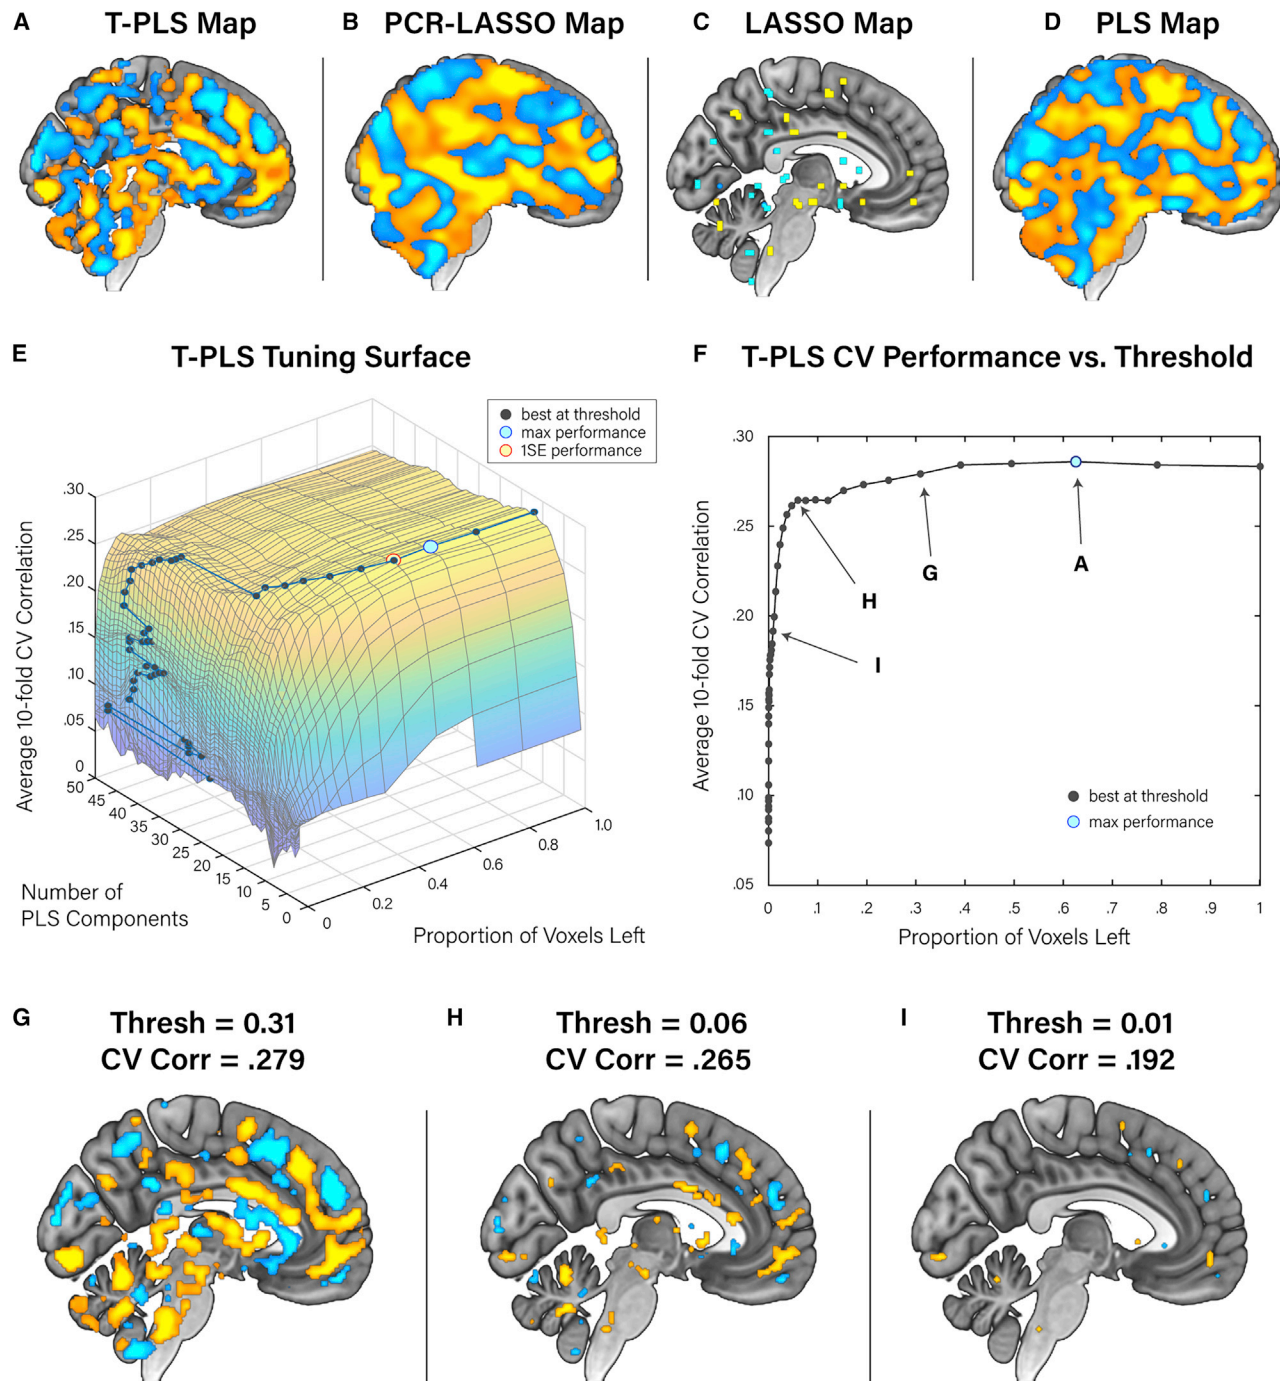 A T-PLS Map
B PCR-LASSO Map
C LASSO Map
D PLS Map
E T-PLS Tuning Surface
best at threshold
max performance
1SE performance
Average 10-fold CV Correlation
.30
.25
.20
.15
.10
.05
0
50
45
40
35
30
25
20
15
10
5
0
Number of
PLS Components
0
0.2
0.4
0.6
0.8
1.0
Proportion of Voxels Left
F T-PLS CV Performance vs. Threshold
Average 10-fold CV Correlation
.30
.25
.20
.15
.10
.05
H
G
A
I
best at threshold
max performance
0 .1 .2 .3 .4 .5 .6 .7 .8 .9 1
Proportion of Voxels Left
G Thresh = 0.31
CV Corr = .279
H Thresh = 0.06
CV Corr = .265
I Thresh = 0.01
CV Corr = .192